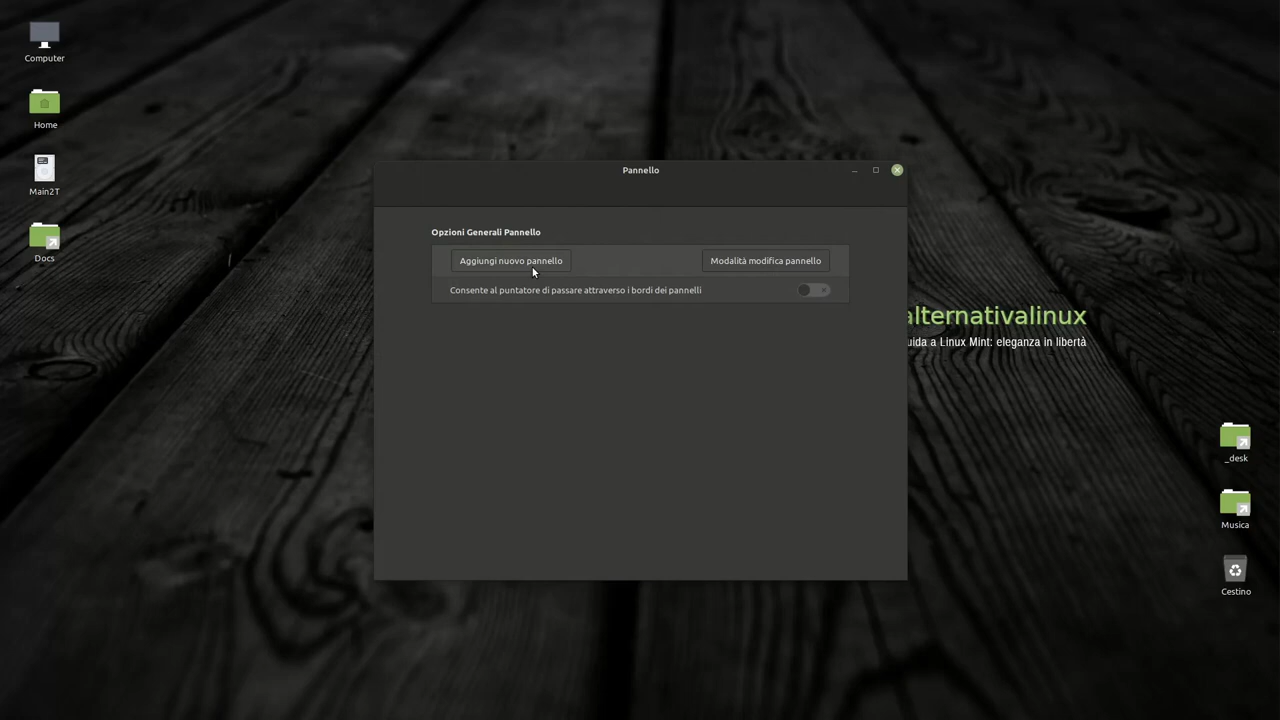 Computer
Home
Main2T
Docs
Pannello
Opzioni Generali Pannello
Aggiungi nuovo pannello
Modalità modifica pannello
Consente al puntatore di passare attraverso i bordi dei pannelli
alternativalinux
a Linux Mint: eleganza in libertà
_desk
Musica
Cestino